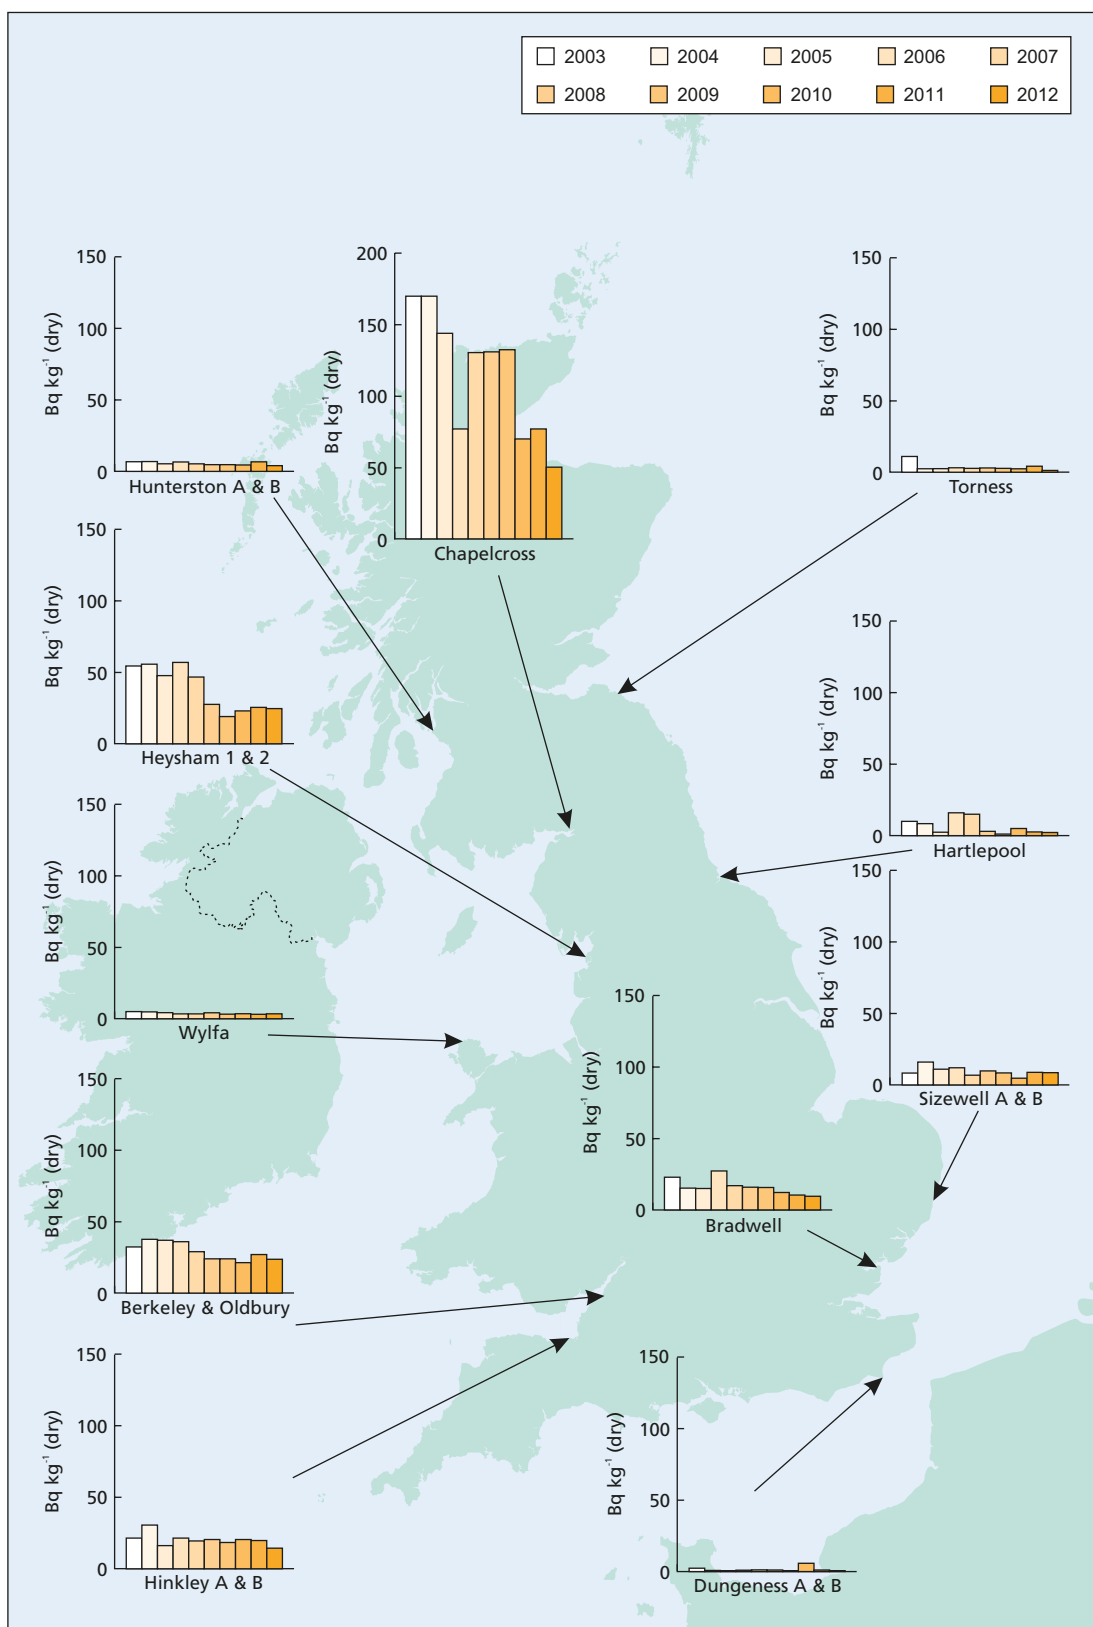 2003 2004 2005 2006 2007
2008 2009 2010 2011 2012
150
100
50
0
Bq kg⁻¹ (dry)
Hunterston A & B
200
150
100
50
0
Bq kg⁻¹ (dry)
Chapelcross
150
100
50
0
Bq kg⁻¹ (dry)
Torness
150
100
50
0
Bq kg⁻¹ (dry)
Heysham 1 & 2
150
100
50
0
Bq kg⁻¹ (dry)
Hartlepool
150
100
50
0
Bq kg⁻¹ (dry)
Wylfa
150
100
50
0
Bq kg⁻¹ (dry)
Sizewell A & B
150
100
50
0
Bq kg⁻¹ (dry)
Bradwell
150
100
50
0
Bq kg⁻¹ (dry)
Berkeley & Oldbury
150
100
50
0
Bq kg⁻¹ (dry)
Hinkley A & B
150
100
50
0
Bq kg⁻¹ (dry)
Dungeness A & B